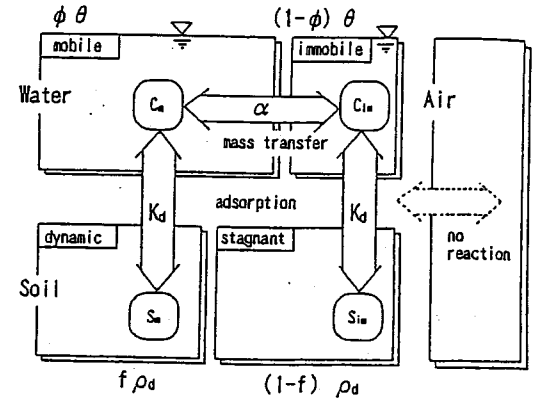 φ θ
(1-φ) θ
mobile
immobile
Water
Air
Cm
α
Cim
mass transfer
Kd
adsorption
Kd
no
reaction
dynamic
stagnant
Soil
Sm
Sim
fρd
(1-f) ρd